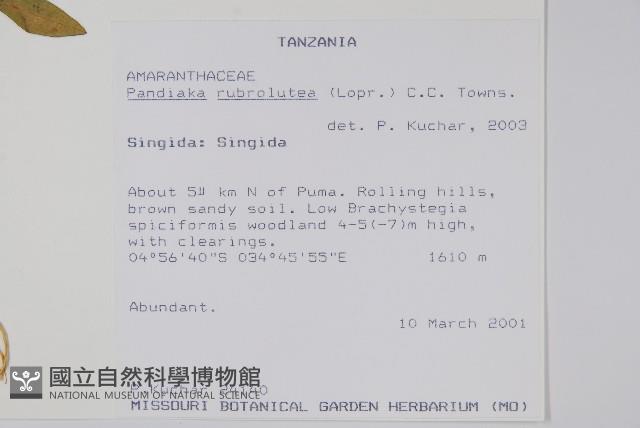 TANZANIA
AMARANTHACEAE
Pandiaka rubrolutea (Lopr.) C.C. Towns.
det. P. Kuchar, 2003
Singida: Singida
About km N of Puma. Rolling hills,
brown sandy soil. Low Brachystegia
spiciformis woodland 4-5(-7)m high,
with clearings.
04°56'40"S 034°45'55"E 1610 m
Abundant.
10 March 2001
P. Kuchar
國立自然科學博物館
NATIONAL MUSEUM OF NATURAL SCIENCE
MISSOURI BOTANICAL GARDEN HERBARIUM (MO)